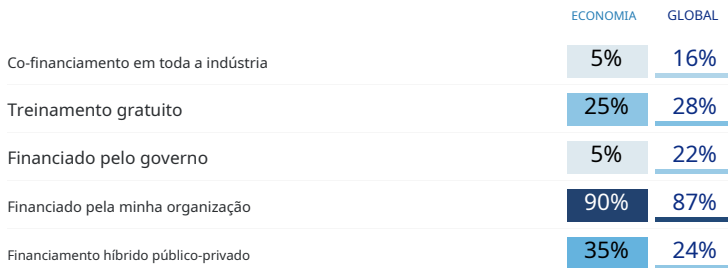 ECONOMIA GLOBAL
Co-financiamento em toda a indústria 5% 16%
Treinamento gratuito 25% 28%
Financiado pelo governo 5% 22%
Financiado pela minha organização 90% 87%
Financiamento híbrido público-privado 35% 24%